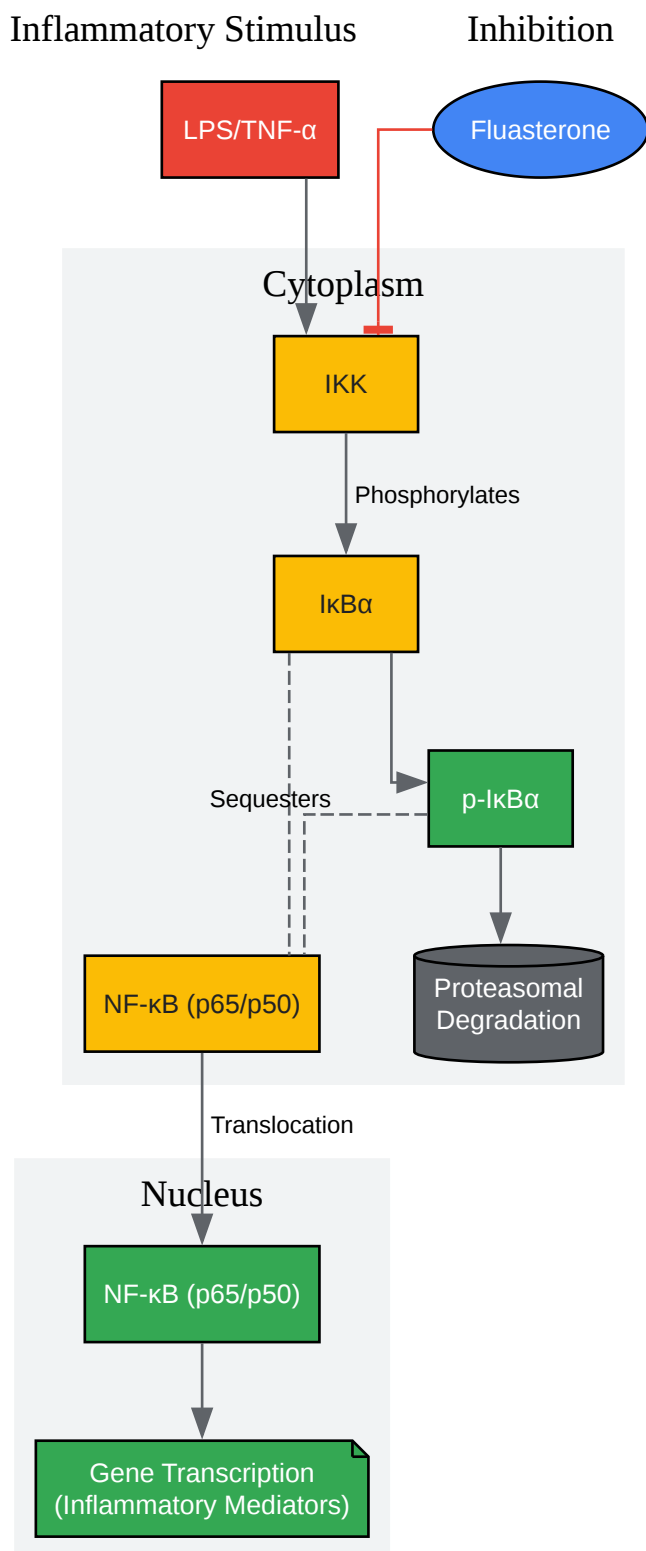 Inflammatory Stimulus
Inhibition
LPS/TNF-α
Fluasterone
Cytoplasm
IKK
Phosphorylates
IκBα
Sequesters
p-IκBα
NF-κB (p65/p50)
Proteasomal
Degradation
Translocation
Nucleus
NF-κB (p65/p50)
Gene Transcription
(Inflammatory Mediators)